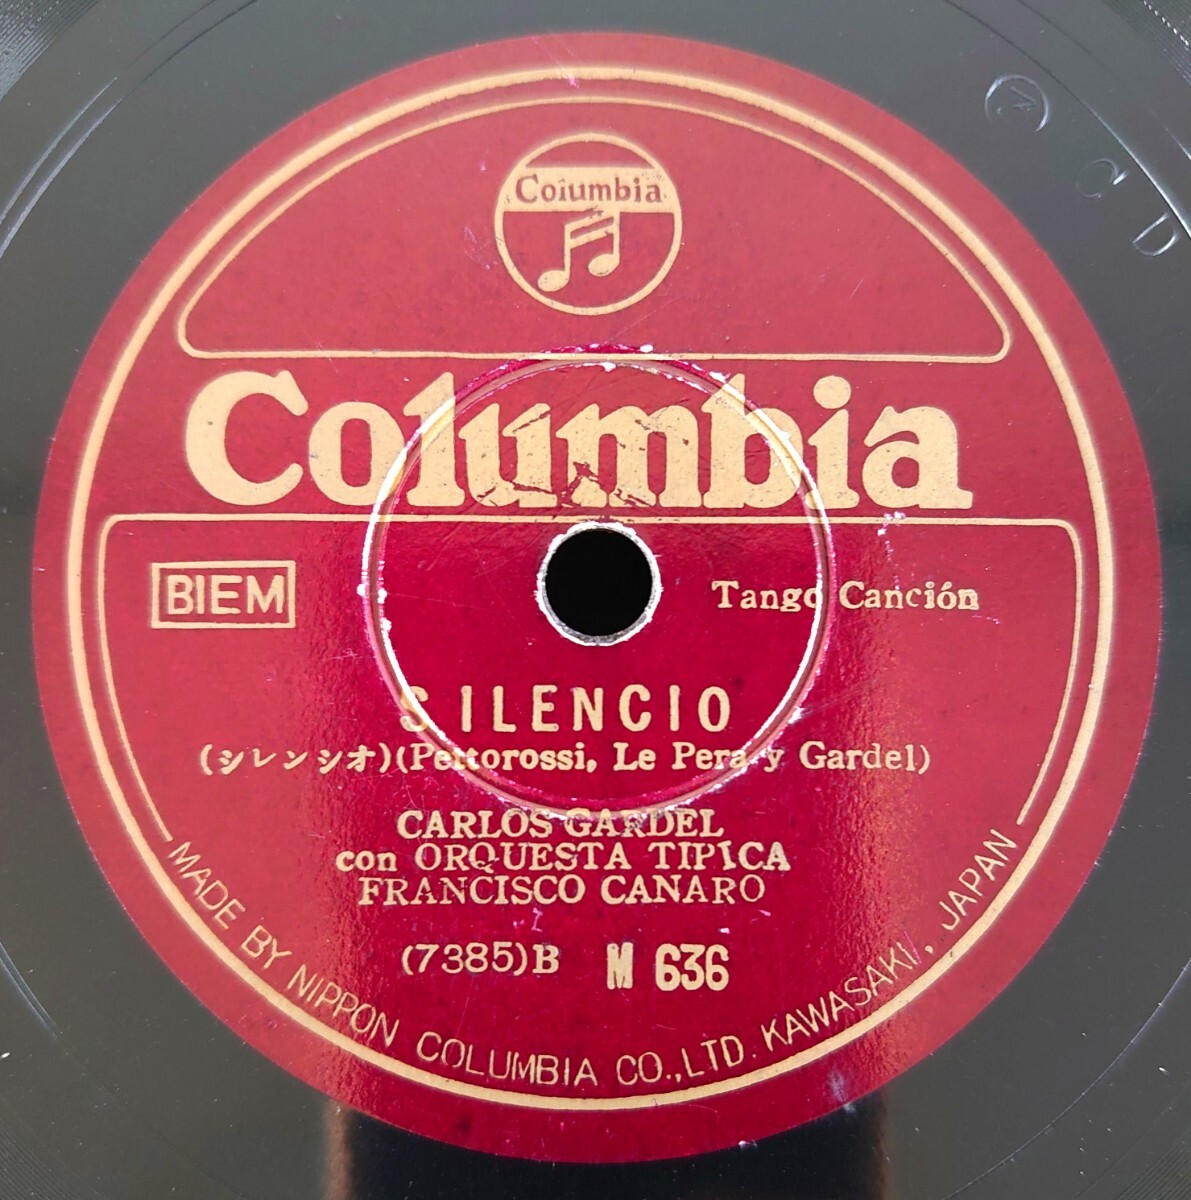 Columbia
Columbia
BIEM
Tango Canción
SILENCIO
(シレンシオ)(Pettorossi, Le Pera y Gardel)
CARLOS GARDEL
con ORQUESTA TIPICA
FRANCISCO CANARO
(7385)B M 636
MADE BY NIPPON COLUMBIA CO.,LTD. KAWASAKI, JAPAN